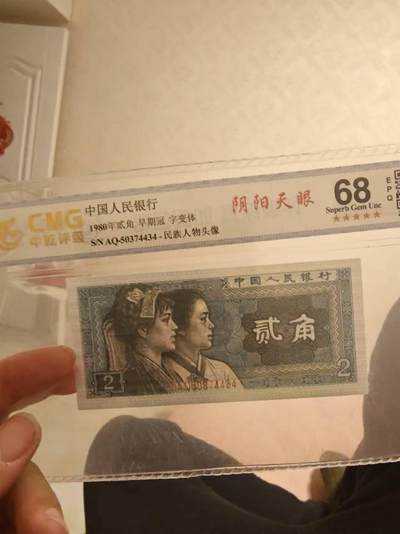 CMG
中乾评级
中国人民银行
1980年贰角 早期冠 字变体
S/N AQ-50374434 - 民族人物头像
阴阳天眼
68
EPQ
Superb Gem Unc
★★★★★
中国人民银行
贰角
2
2